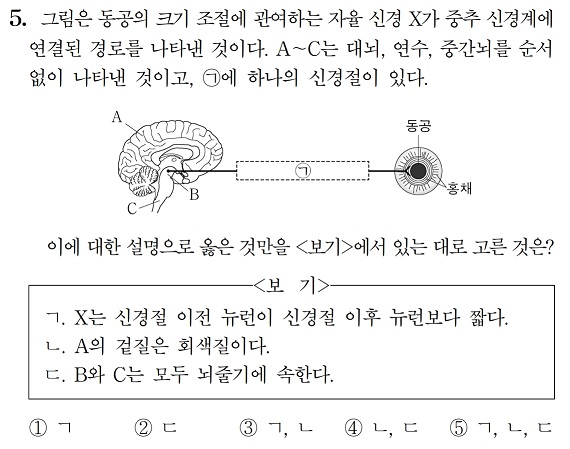 5. 그림은 동공의 크기 조절에 관여하는 자율 신경 X가 중추 신경계에
연결된 경로를 나타낸 것이다. A~C는 대뇌, 연수, 중간뇌를 순서
없이 나타낸 것이고, ㉠에 하나의 신경절이 있다.
A
동공
㉠
홍채
B
C
이에 대한 설명으로 옳은 것만을 <보기>에서 있는 대로 고른 것은?
<보 기>
ㄱ. X는 신경절 이전 뉴런이 신경절 이후 뉴런보다 짧다.
ㄴ. A의 겉질은 회색질이다.
ㄷ. B와 C는 모두 뇌줄기에 속한다.
① ㄱ ② ㄷ ③ ㄱ, ㄴ ④ ㄴ, ㄷ ⑤ ㄱ, ㄴ, ㄷ